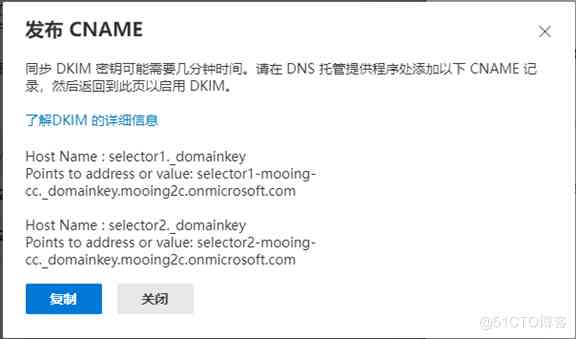 发布 CNAME
同步 DKIM 密钥可能需要几分钟时间。请在 DNS 托管提供程序处添加以下 CNAME 记
录，然后返回到此页以启用 DKIM。
了解DKIM 的详细信息
Host Name : selector1._domainkey
Points to address or value: selector1-mooing-
cc._domainkey.mooing2c.onmicrosoft.com
Host Name : selector2._domainkey
Points to address or value: selector2-mooing-
cc._domainkey.mooing2c.onmicrosoft.com
复制
关闭
@51CTO博客